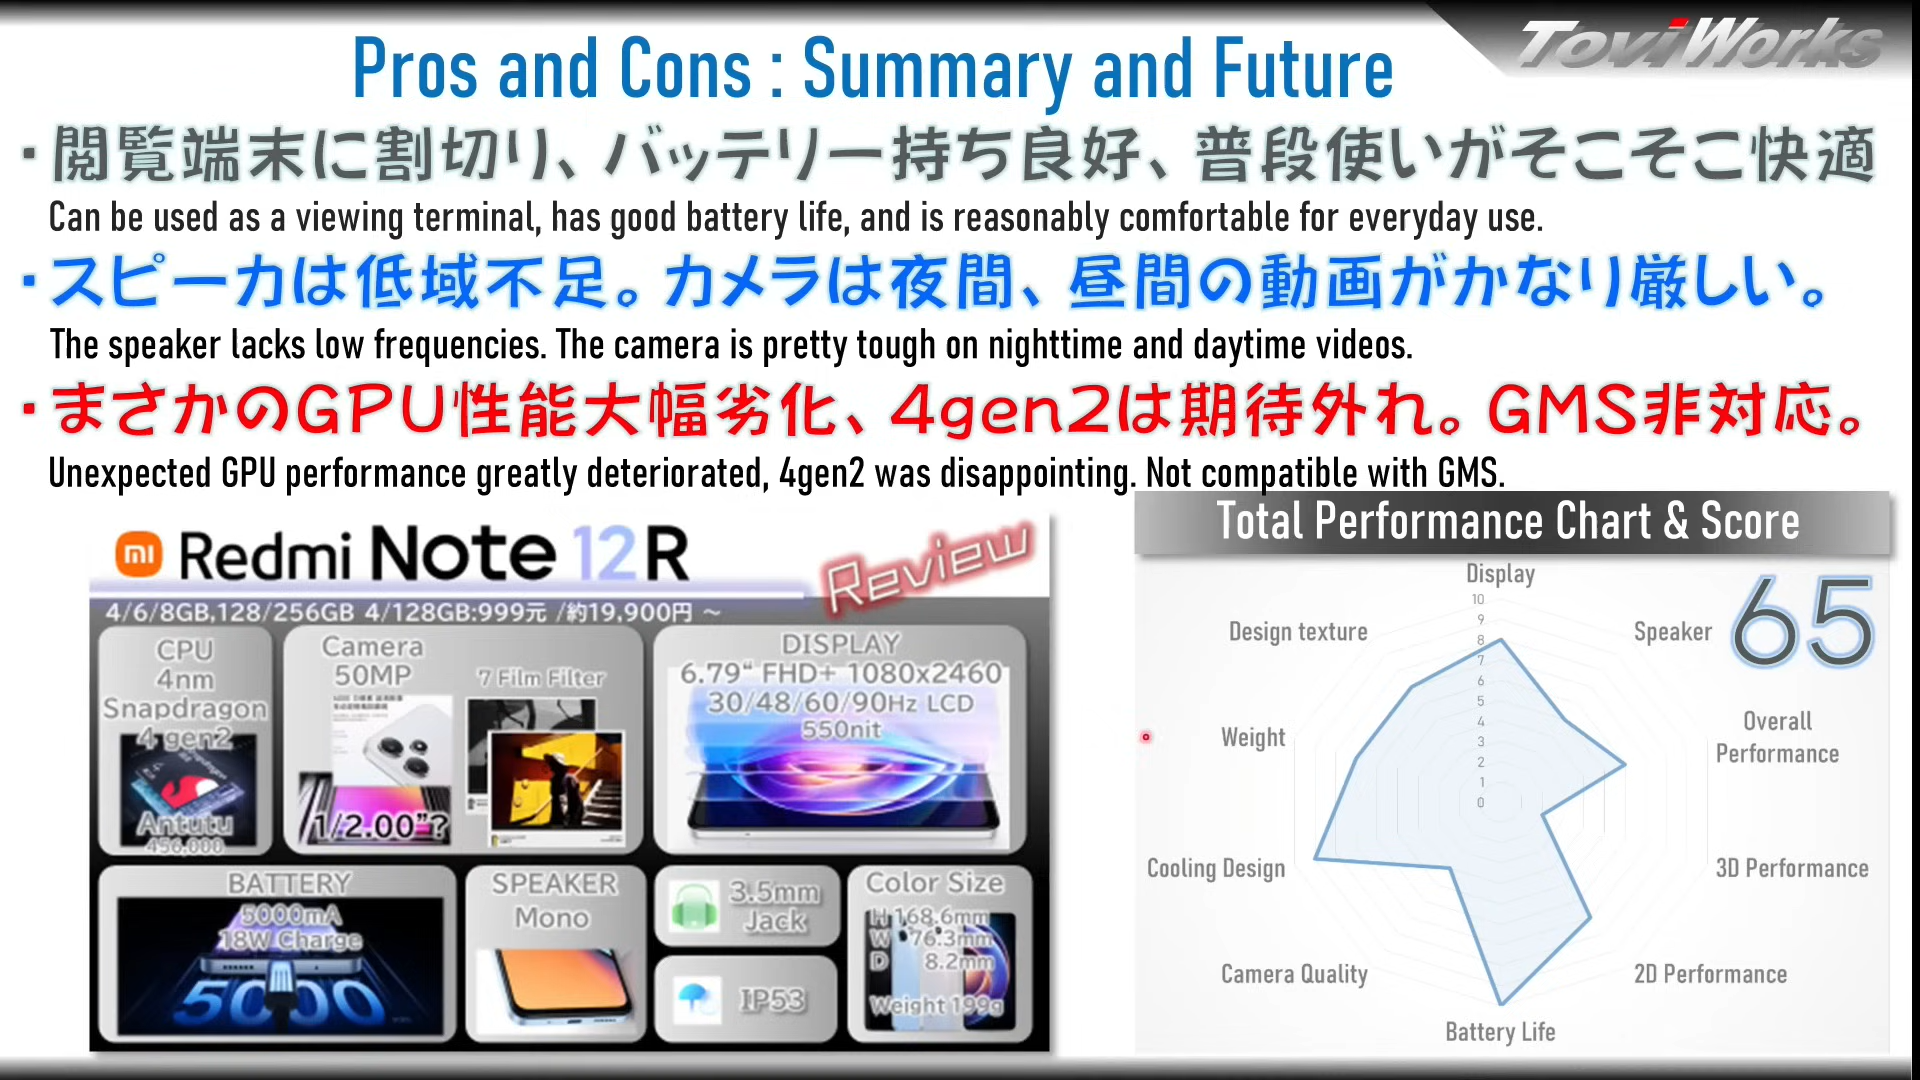 ToviWorks
Pros and Cons : Summary and Future
・閲覧端末に割切り、バッテリー持ち良好、普段使いがそこそこ快適
Can be used as a viewing terminal, has good battery life, and is reasonably comfortable for everyday use.
・スピーカは低域不足。カメラは夜間、昼間の動画がかなり厳しい。
The speaker lacks low frequencies. The camera is pretty tough on nighttime and daytime videos.
・まさかのGPU性能大幅劣化、4gen2は期待外れ。GMS非対応。
Unexpected GPU performance greatly deteriorated, 4gen2 was disappointing. Not compatible with GMS.
mi Redmi Note 12R
Review
4/6/8GB,128/256GB 4/128GB:999元 /約19,900円 ～
CPU
4nm
Snapdragon
4 gen2
Antutu
456,000
Camera
50MP
7 Film Filter
1/2.00"?
DISPLAY
6.79“ FHD+ 1080x2460
30/48/60/90Hz LCD
550nit
BATTERY
5000mA
18W Charge
5000
SPEAKER
Mono
3.5mm
Jack
IP53
Color Size
H 168.6mm
W 76.3mm
D 8.2mm
Weight 199g
Total Performance Chart & Score
65
Display
Speaker
Overall
Performance
3D Performance
2D Performance
Battery Life
Camera Quality
Cooling Design
Weight
Design texture
10
9
8
7
6
5
4
3
2
1
0